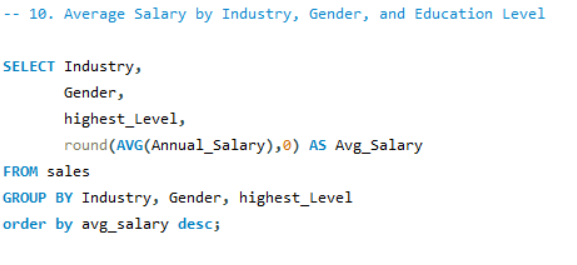 -- 10. Average Salary by Industry, Gender, and Education Level
SELECT Industry,
Gender,
highest_Level,
round(AVG(Annual_Salary),0) AS Avg_Salary
FROM sales
GROUP BY Industry, Gender, highest_Level
order by avg_salary desc;